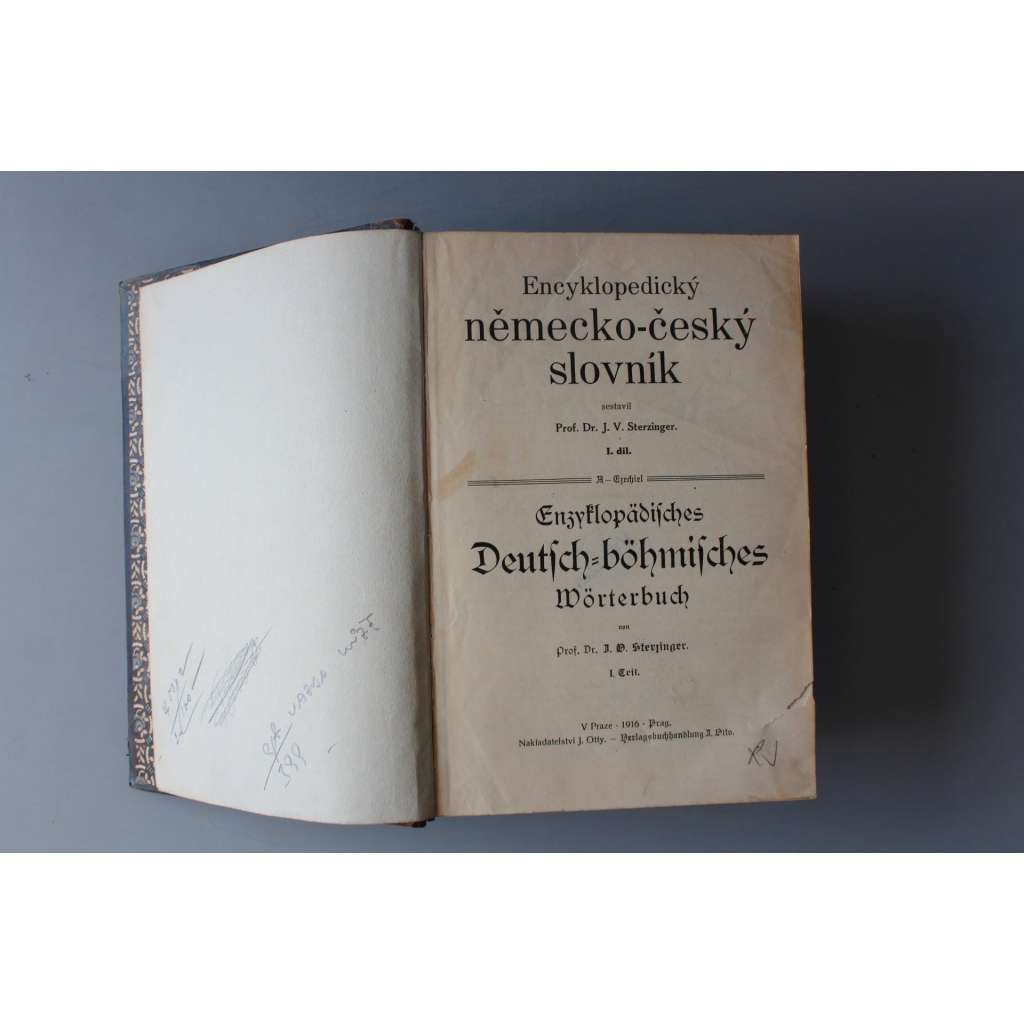 Encyklopedický
německo-český
slovník
sestavil
Prof. Dr. J. V. Sterzinger.
I. díl.
A—Ezechiel
Enzyklopädisches
Deutsch=böhmisches
Wörterbuch
von
Prof. Dr. J. V. Sterzinger.
I. Teil.
V Praze · 1916 · Prag.
Nakladatelství J. Otty. — Verlagsbuchhandlung J. Otto.
399